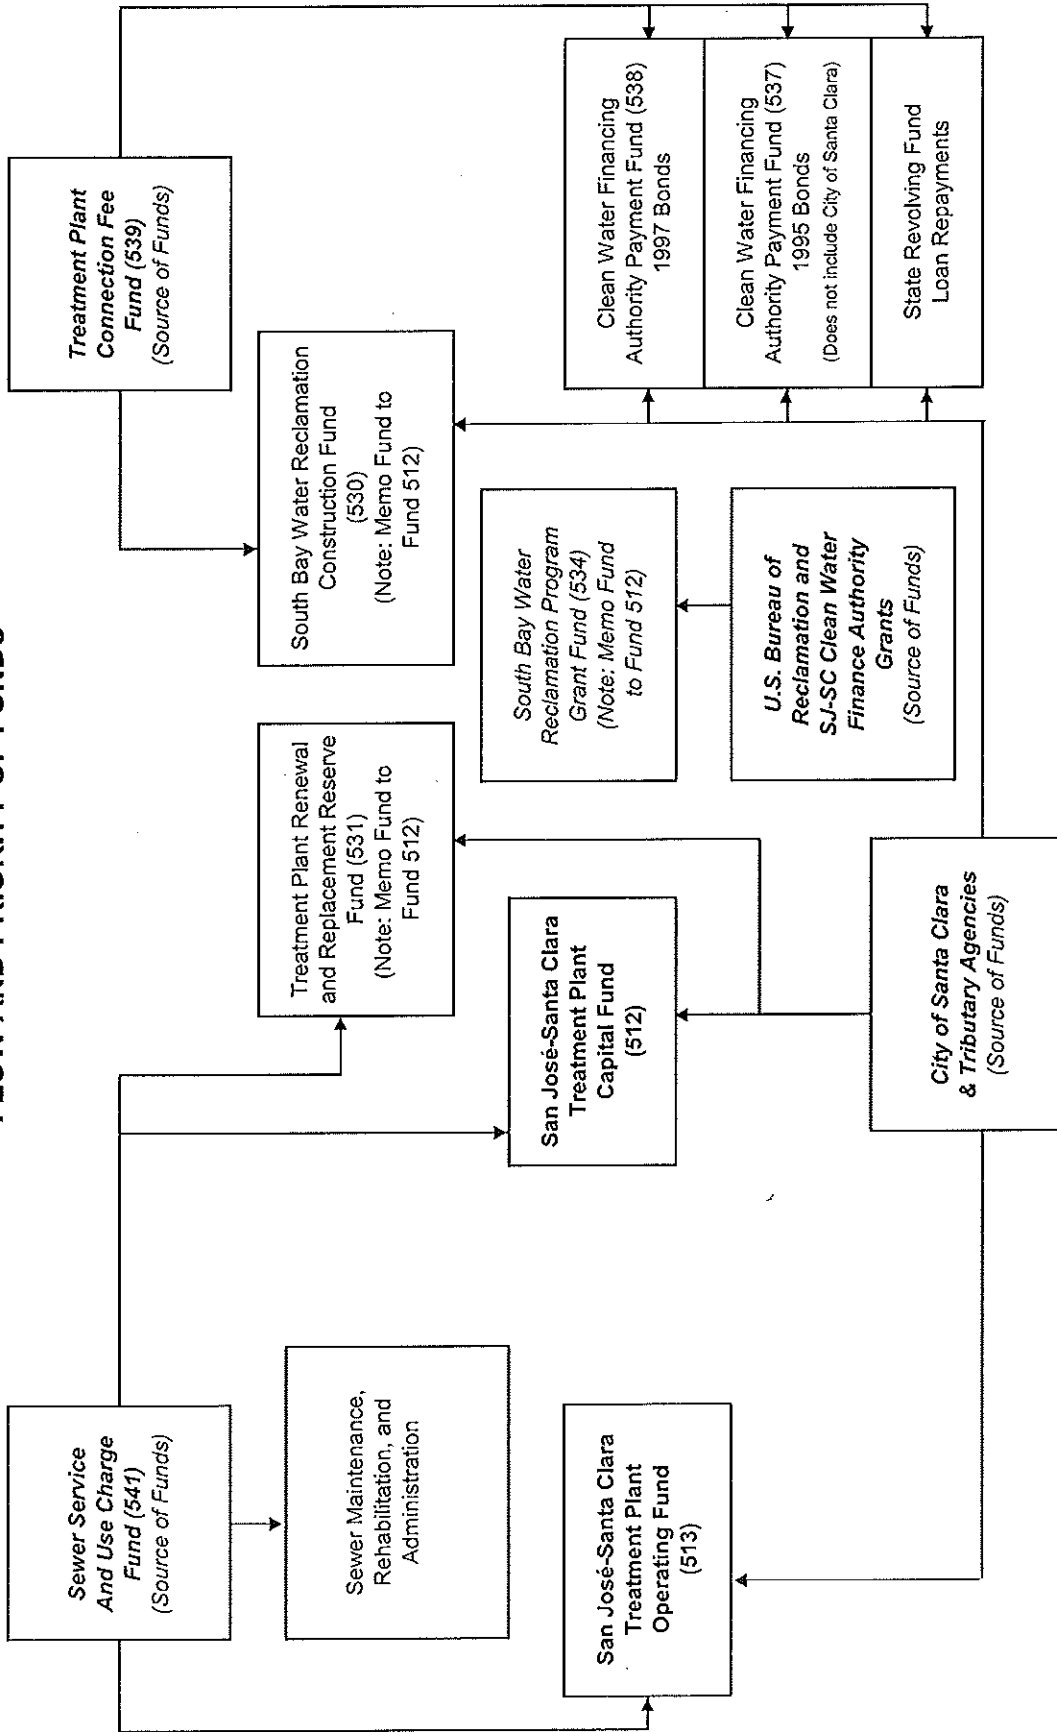 FLOW AND PRIORITY OF FUNDS
Sewer Service
And Use Charge
Fund (541)
(Source of Funds)
Treatment Plant
Connection Fee
Fund (539)
(Source of Funds)
Sewer Maintenance,
Rehabilitation, and
Administration
Treatment Plant Renewal
and Replacement Reserve
Fund (531)
(Note: Memo Fund to
Fund 512)
South Bay Water Reclamation
Construction Fund
(530)
(Note: Memo Fund to
Fund 512)
San José-Santa Clara
Treatment Plant
Operating Fund
(513)
San José-Santa Clara
Treatment Plant
Capital Fund
(512)
South Bay Water
Reclamation Program
Grant Fund (534)
(Note: Memo Fund
to Fund 512)
Clean Water Financing
Authority Payment Fund (538)
1997 Bonds
Clean Water Financing
Authority Payment Fund (537)
1995 Bonds
(Does not include City of Santa Clara)
State Revolving Fund
Loan Repayments
U.S. Bureau of
Reclamation and
SJ-SC Clean Water
Finance Authority
Grants
(Source of Funds)
City of Santa Clara
& Tributary Agencies
(Source of Funds)